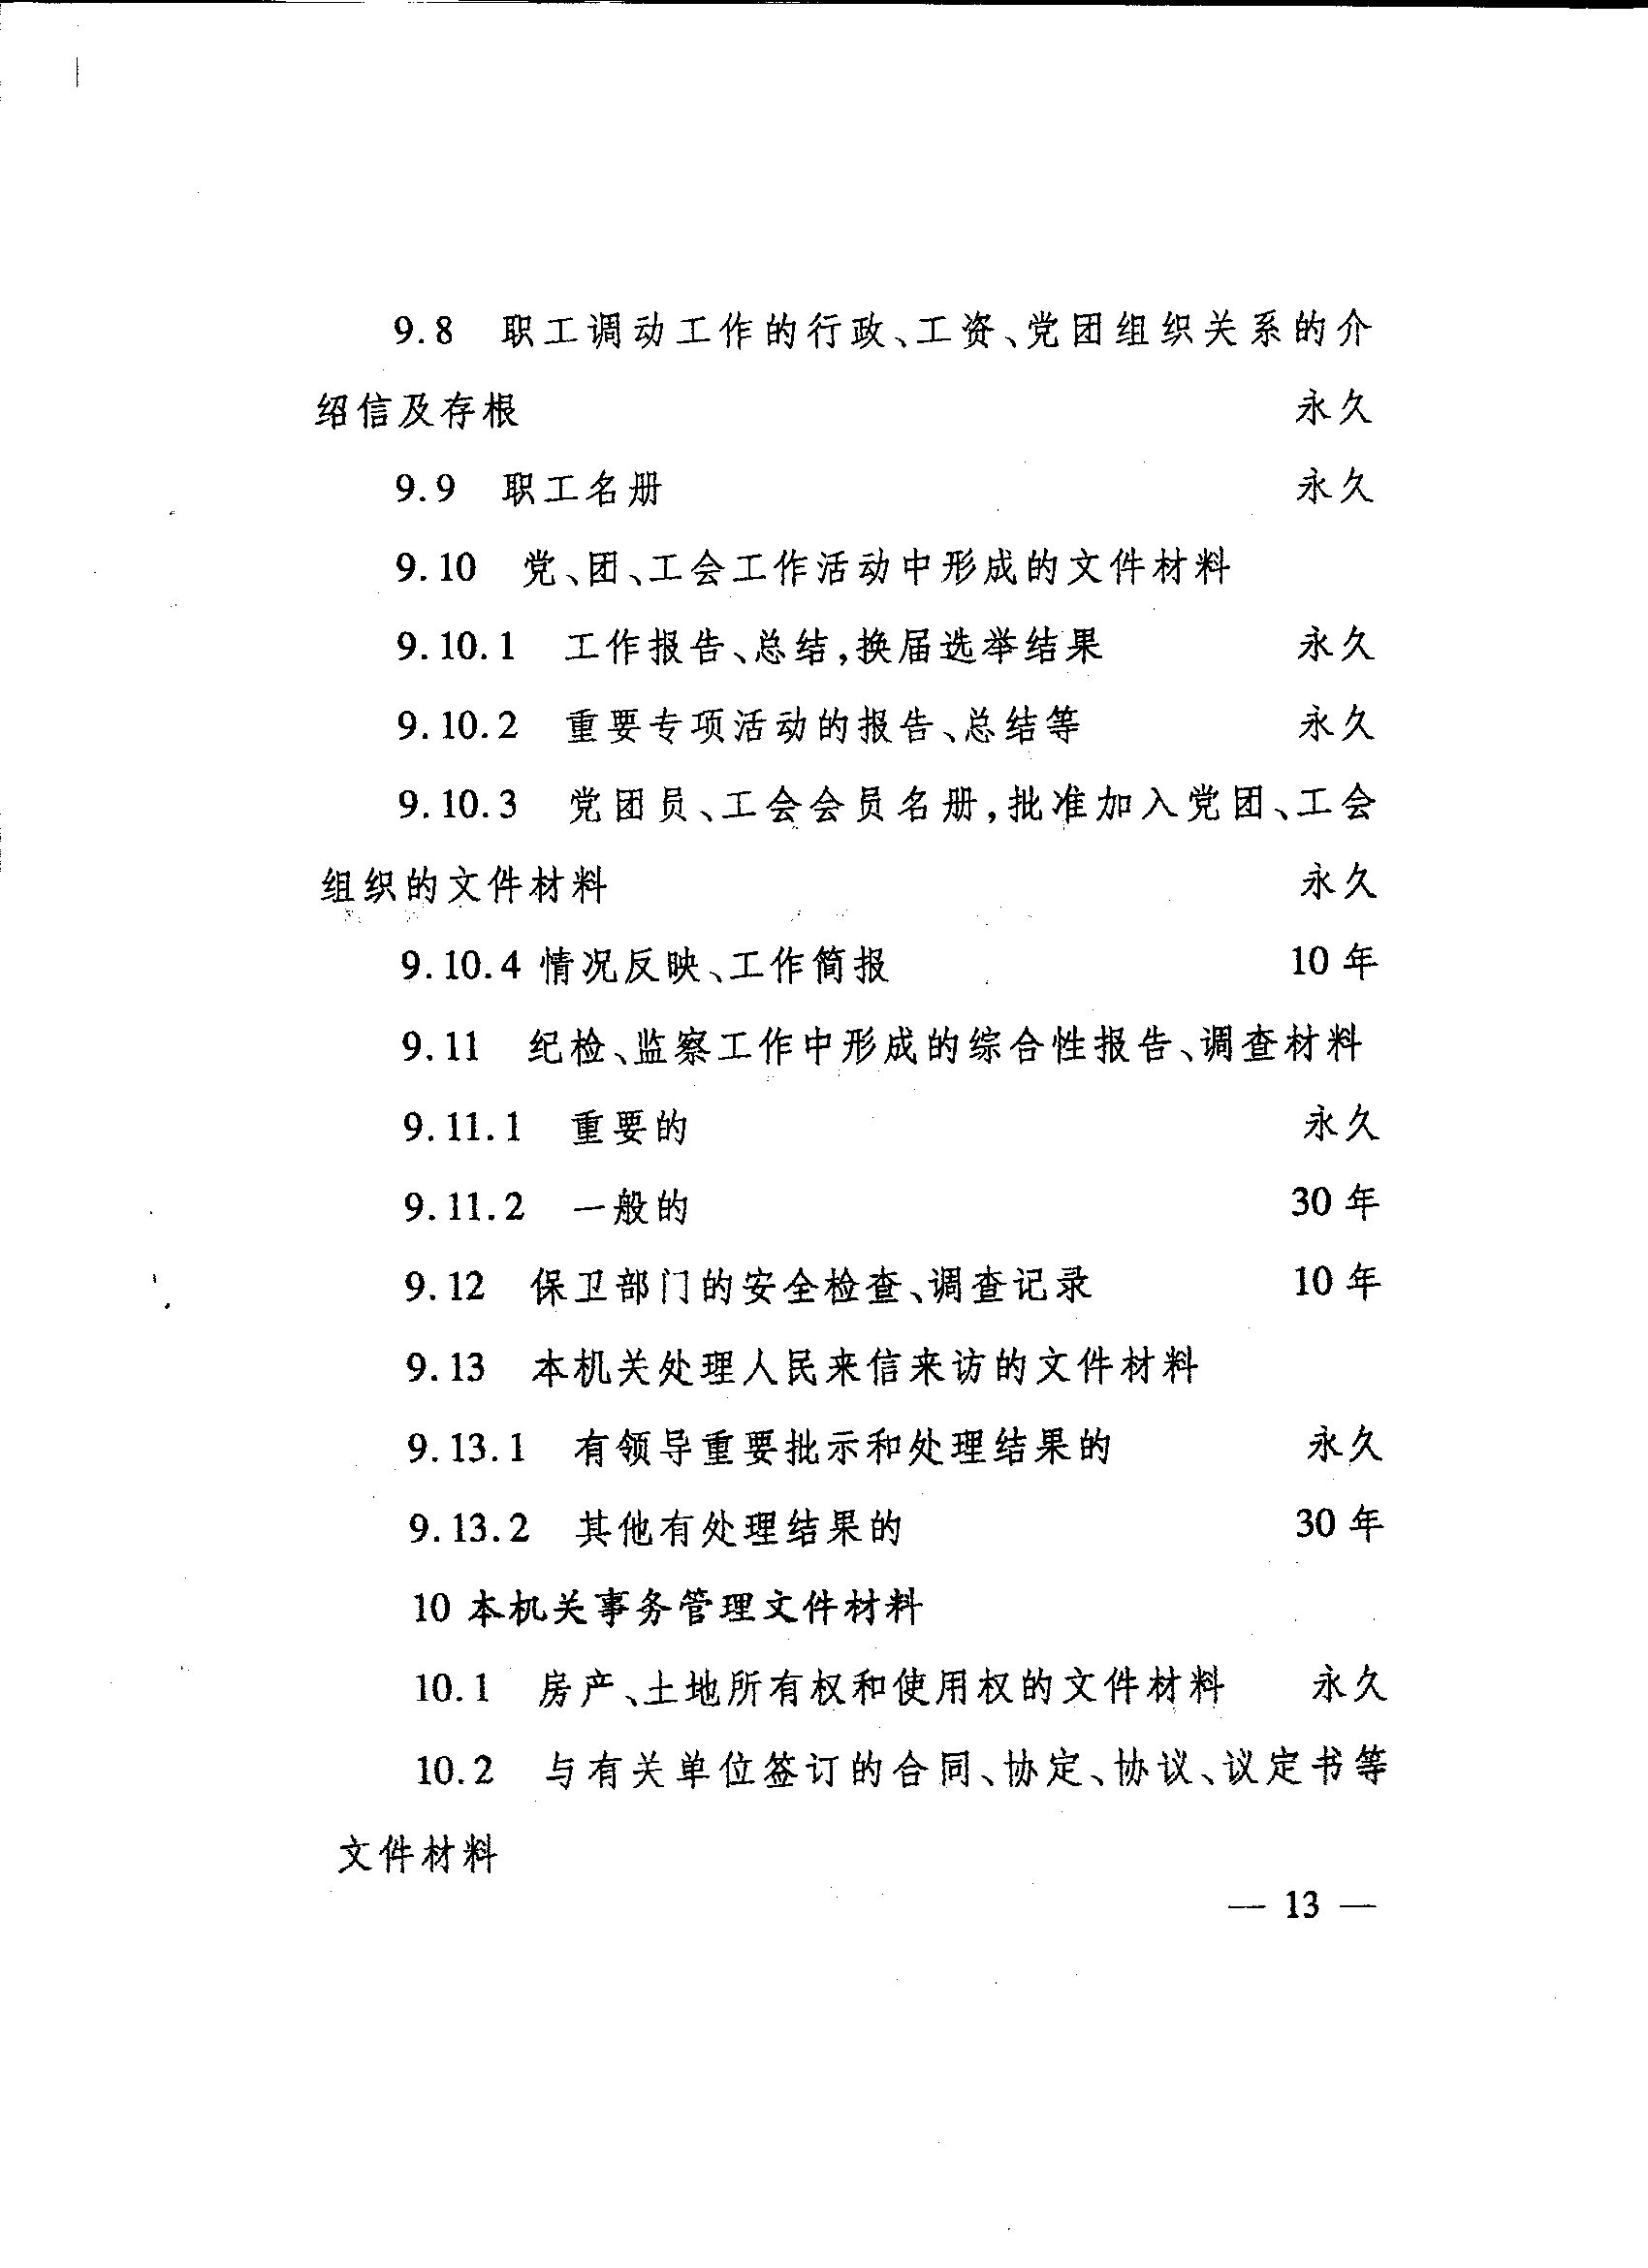 9.8 职工调动工作的行政、工资、党团组织关系的介
绍信及存根 永久
9.9 职工名册 永久
9.10 党、团、工会工作活动中形成的文件材料
9.10.1 工作报告、总结,换届选举结果 永久
9.10.2 重要专项活动的报告、总结等 永久
9.10.3 党团员、工会会员名册,批准加入党团、工会
组织的文件材料 永久
9.10.4 情况反映、工作简报 10 年
9.11 纪检、监察工作中形成的综合性报告、调查材料
9.11.1 重要的 永久
9.11.2 一般的 30 年
9.12 保卫部门的安全检查、调查记录 10 年
9.13 本机关处理人民来信来访的文件材料
9.13.1 有领导重要批示和处理结果的 永久
9.13.2 其他有处理结果的 30 年
10 本机关事务管理文件材料
10.1 房产、土地所有权和使用权的文件材料 永久
10.2 与有关单位签订的合同、协定、协议、议定书等
文件材料
— 13 —